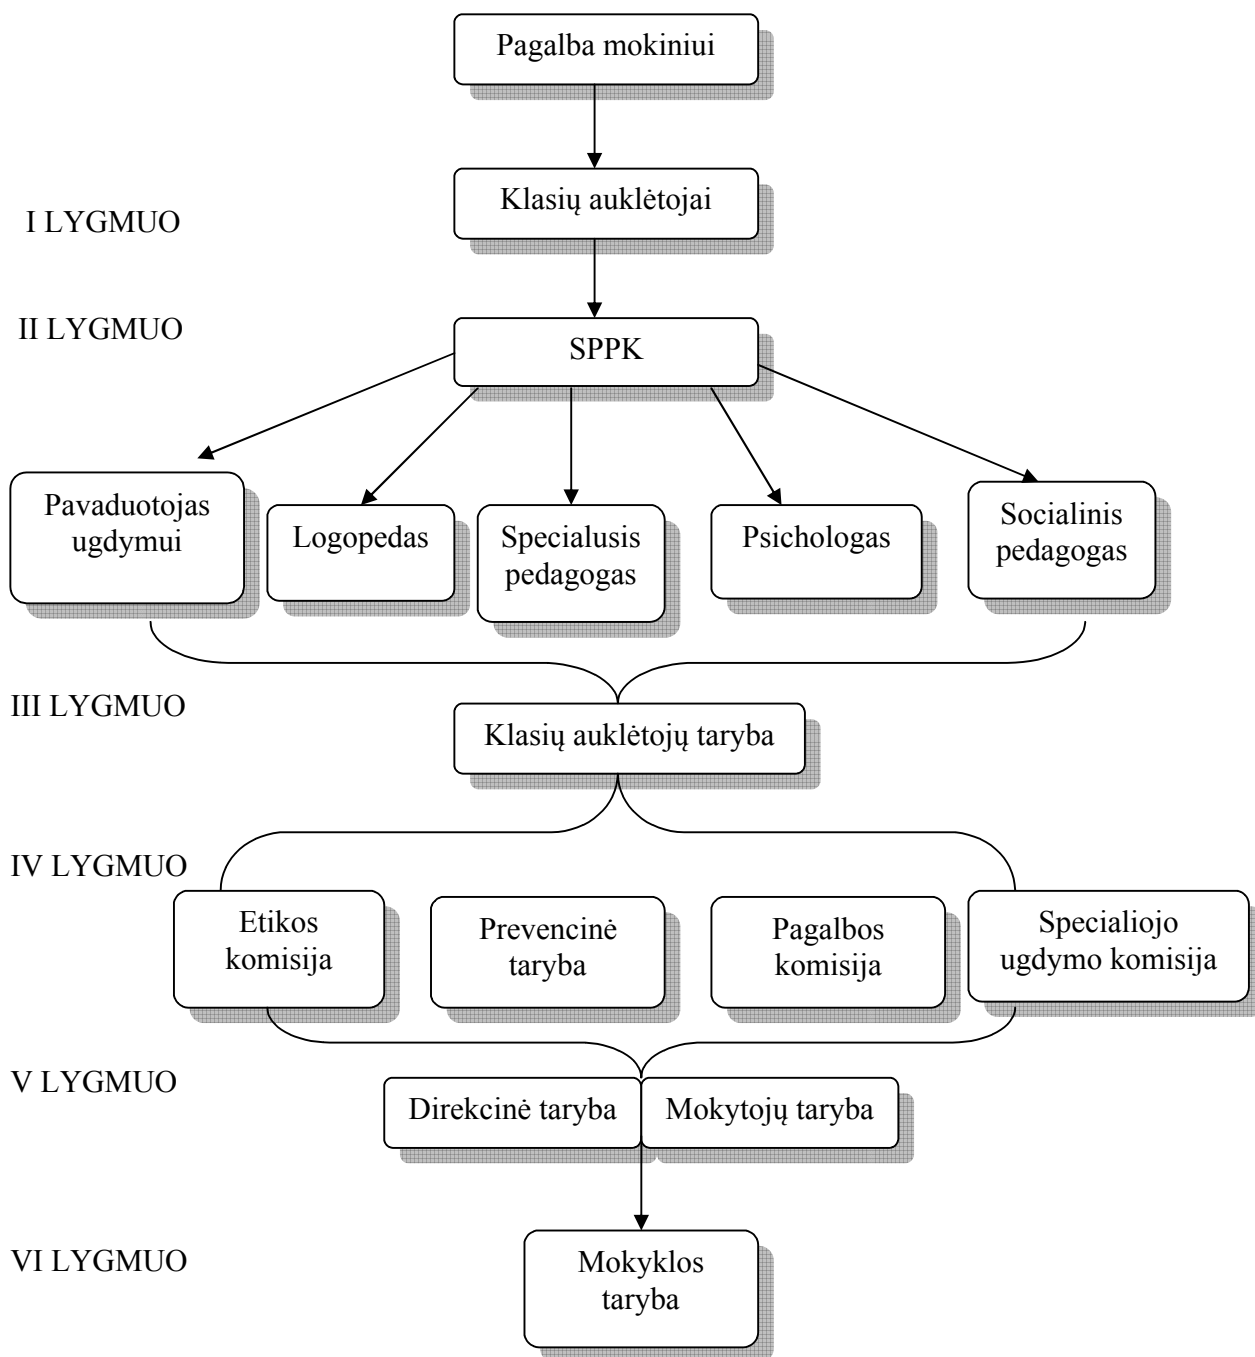 Pagalba mokiniui
Klasių auklėtojai
I LYGMUO
II LYGMUO
SPPK
Pavaduotojas
ugdymui
Logopedas
Specialusis
pedagogas
Psichologas
Socialinis
pedagogas
III LYGMUO
Klasių auklėtojų taryba
IV LYGMUO
Etikos
komisija
Prevencinė
taryba
Pagalbos
komisija
Specialiojo
ugdymo komisija
V LYGMUO
Direkcinė taryba
Mokytojų taryba
VI LYGMUO
Mokyklos
taryba